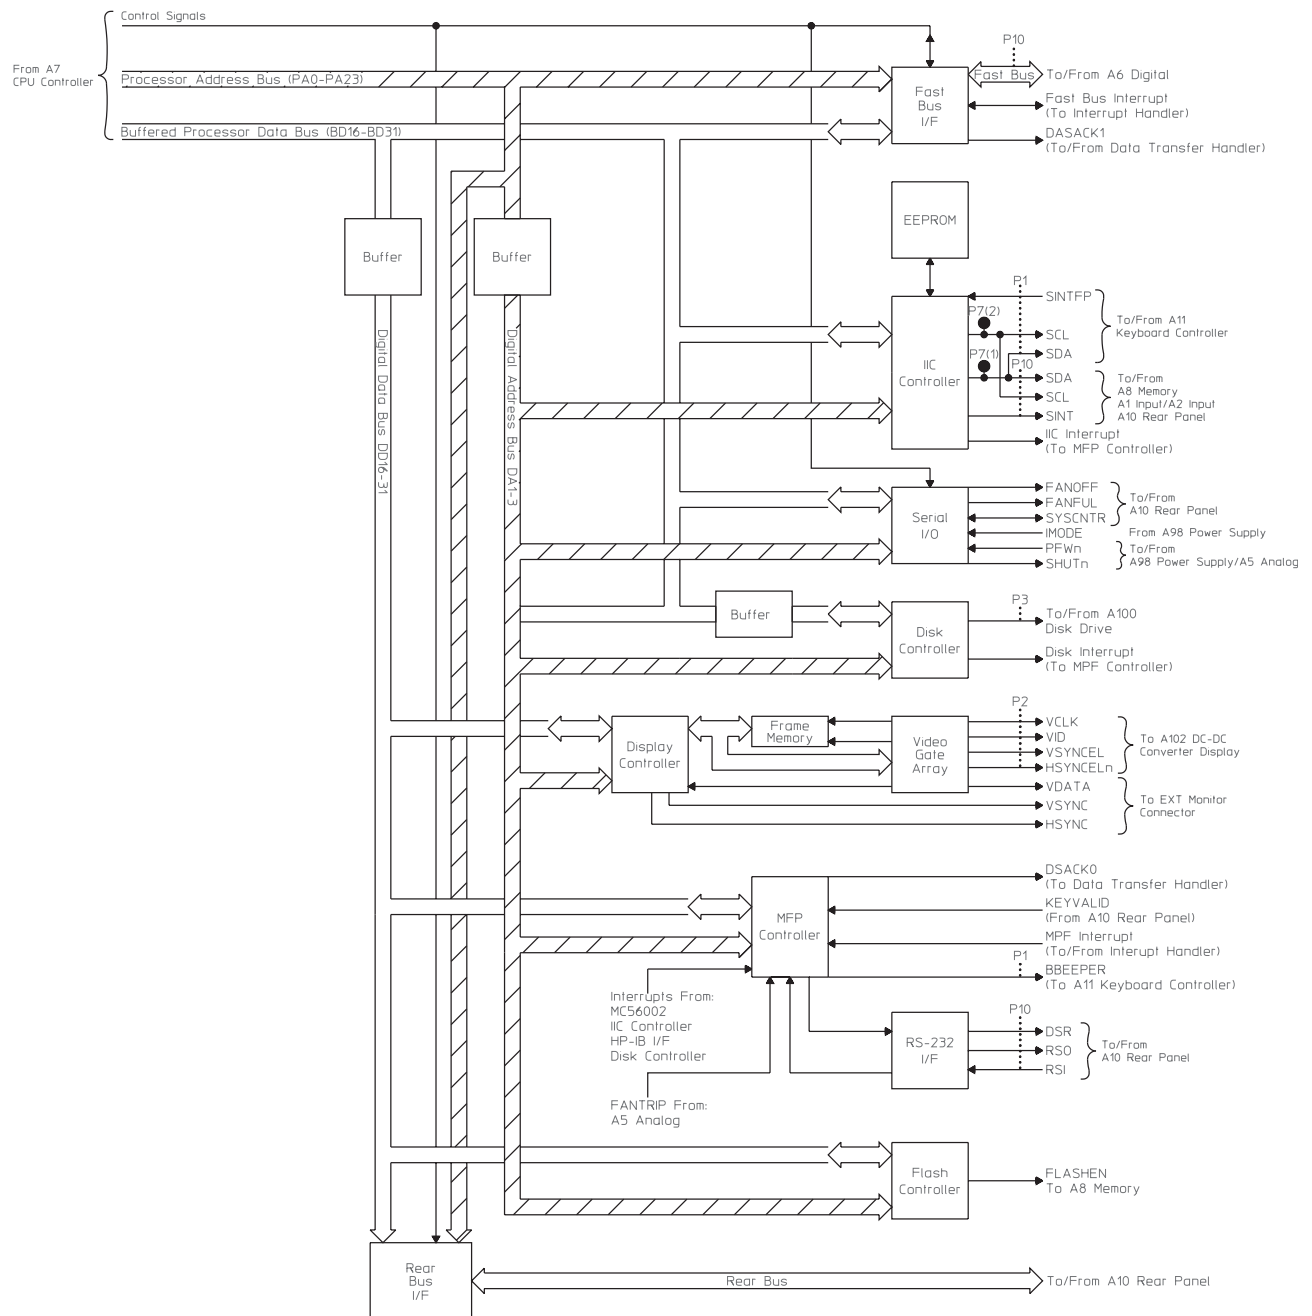 Control Signals
From A7
CPU Controller
Processor Address Bus (PA0-PA23)
Buffered Processor Data Bus (BD16-BD31)
Fast
Bus
I/F
P10
Fast Bus
To/From A6 Digital
Fast Bus Interrupt
(To Interrupt Handler)
DASACK1
(To/From Data Transfer Handler)
Buffer
Buffer
EEPROM
Digital Data Bus DD16-31
Digital Address Bus DA1-3
IIC
Controller
P1
SINTFP
P7(2)
SCL
SDA
To/From A11
Keyboard Controller
P7(1)
P10
SDA
SCL
SINT
To/From
A8 Memory
A1 Input/A2 Input
A10 Rear Panel
IIC Interrupt
(To MFP Controller)
Serial
I/O
FANOFF
FANFUL
SYSCNTR
To/From
A10 Rear Panel
IMODE
From A98 Power Supply
PFWn
SHUTn
To/From
A98 Power Supply/A5 Analog
Buffer
Disk
Controller
P3
To/From A100
Disk Drive
Disk Interrupt
(To MPF Controller)
Display
Controller
Frame
Memory
Video
Gate
Array
P2
VCLK
VID
VSYNCEL
HSYNCELn
To A102 DC-DC
Converter Display
VDATA
VSYNC
HSYNC
To EXT Monitor
Connector
MFP
Controller
DSACK0
(To Data Transfer Handler)
KEYVALID
(From A10 Rear Panel)
MPF Interrupt
(To/From Interupt Handler)
P1
BBEEPER
(To A11 Keyboard Controller)
Interrupts From:
MC56002
IIC Controller
HP-IB I/F
Disk Controller
RS-232
I/F
P10
DSR
RSO
RSI
To/From
A10 Rear Panel
FANTRIP From:
A5 Analog
Flash
Controller
FLASHEN
To A8 Memory
Rear
Bus
I/F
Rear Bus
To/From A10 Rear Panel